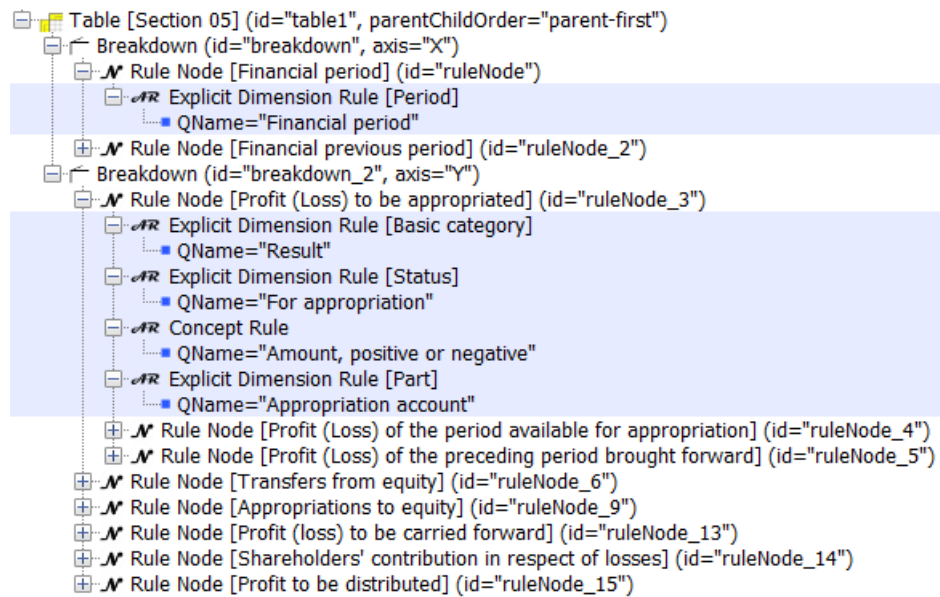 Table [Section 05] (id="table1", parentChildOrder="parent-first")
Breakdown (id="breakdown", axis="X")
N Rule Node [Financial period] (id="ruleNode")
AR Explicit Dimension Rule [Period]
QName="Financial period"
N Rule Node [Financial previous period] (id="ruleNode_2")
Breakdown (id="breakdown_2", axis="Y")
N Rule Node [Profit (Loss) to be appropriated] (id="ruleNode_3")
AR Explicit Dimension Rule [Basic category]
QName="Result"
AR Explicit Dimension Rule [Status]
QName="For appropriation"
AR Concept Rule
QName="Amount, positive or negative"
AR Explicit Dimension Rule [Part]
QName="Appropriation account"
N Rule Node [Profit (Loss) of the period available for appropriation] (id="ruleNode_4")
N Rule Node [Profit (Loss) of the preceding period brought forward] (id="ruleNode_5")
N Rule Node [Transfers from equity] (id="ruleNode_6")
N Rule Node [Appropriations to equity] (id="ruleNode_9")
N Rule Node [Profit (loss) to be carried forward] (id="ruleNode_13")
N Rule Node [Shareholders' contribution in respect of losses] (id="ruleNode_14")
N Rule Node [Profit to be distributed] (id="ruleNode_15")